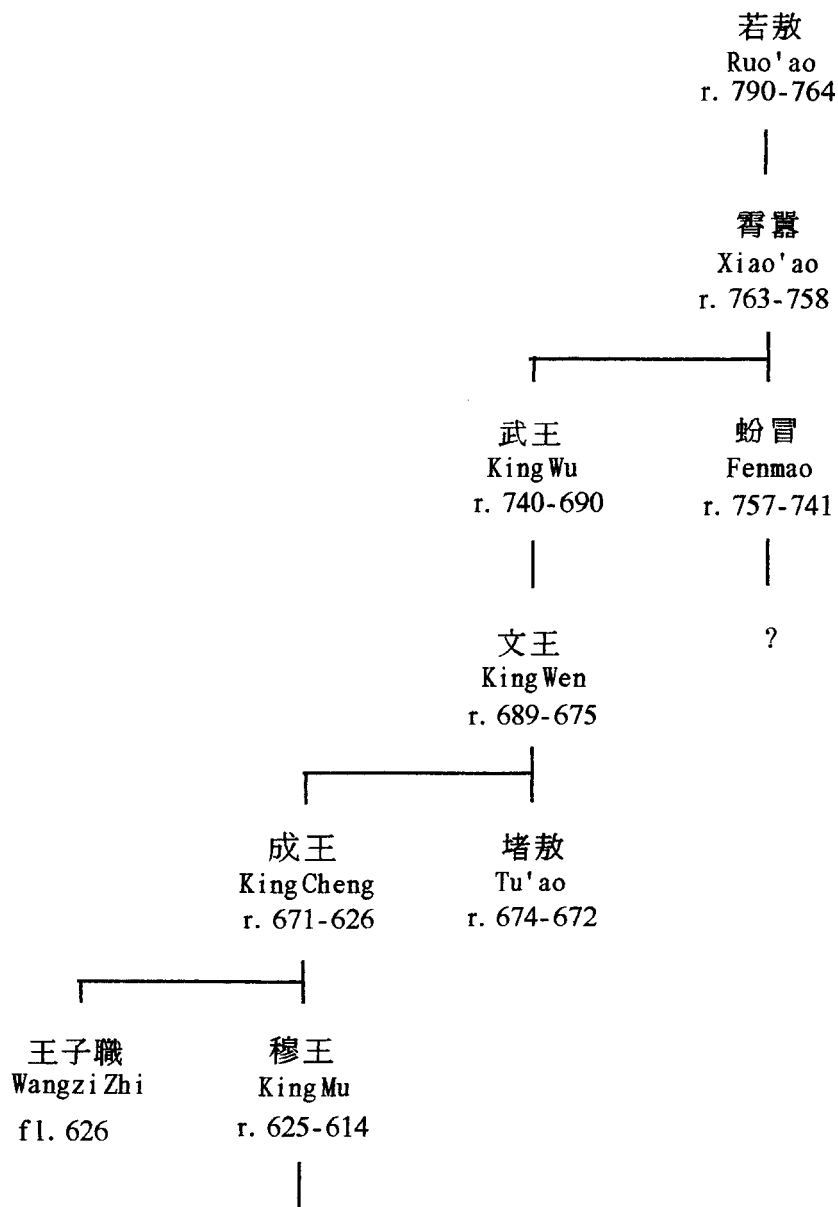 若敖
Ruo'ao
r. 790-764
霄嚣
Xiao'ao
r. 763-758
武王
King Wu
r. 740-690
蚡冒
Fenmao
r. 757-741
文王
King Wen
r. 689-675
?
成王
King Cheng
r. 671-626
堵敖
Tu'ao
r. 674-672
王子職
Wangzi Zhi
fl. 626
穆王
King Mu
r. 625-614